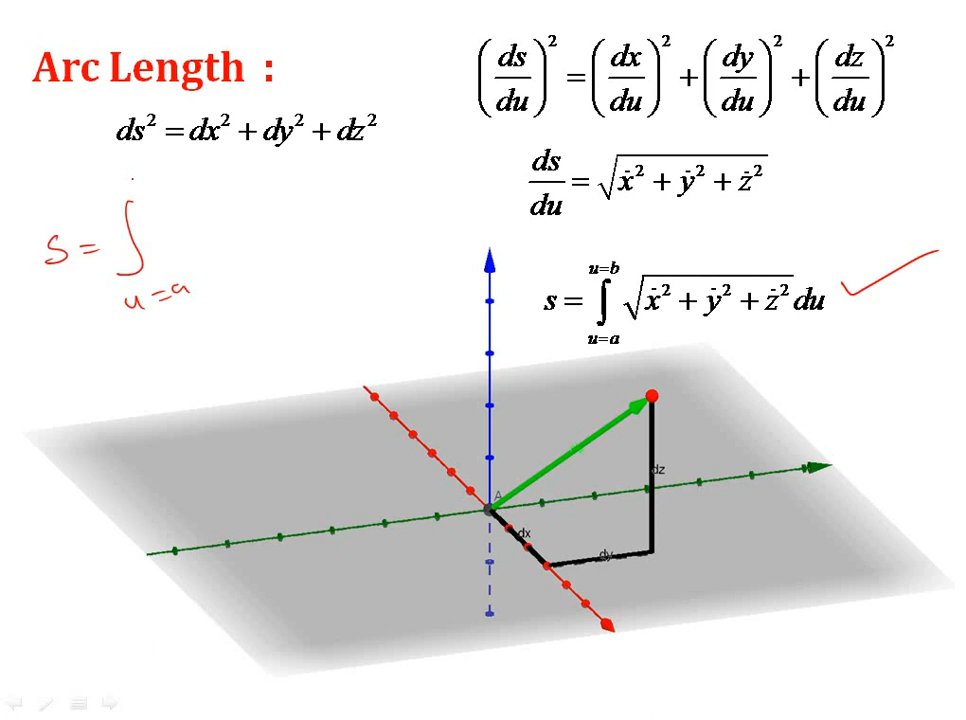 Arc Length :
ds² = dx² + dy² + dz²
(ds/du)² = (dx/du)² + (dy/du)² + (dz/du)²
ds/du = √(ẋ² + ẏ² + ż²)
s = ∫
u = a
u=b
s = ∫ √(ẋ² + ẏ² + ż²) du
u=a
A
dz
dx
dy